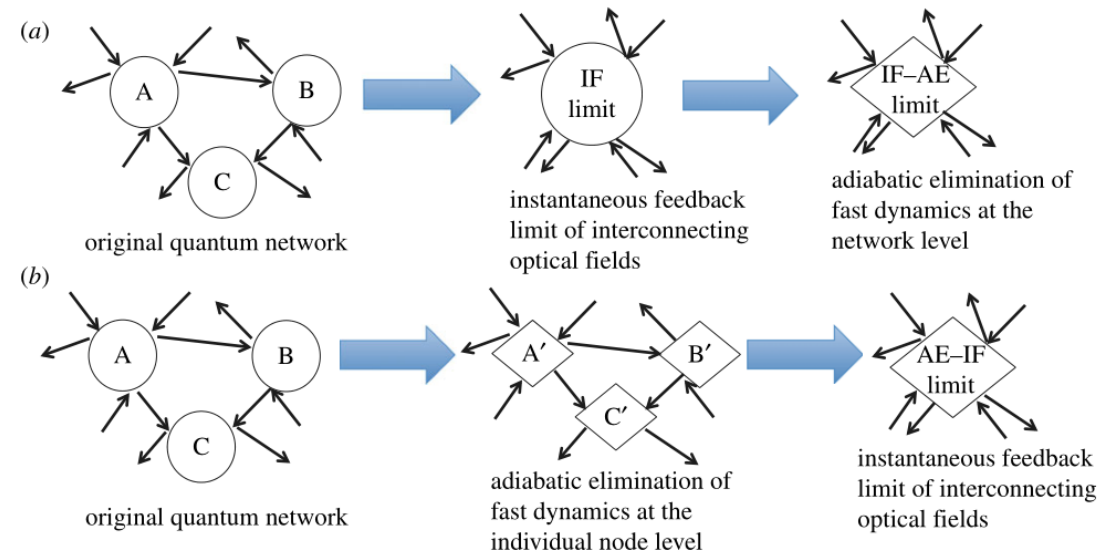 (a)
A
B
C
original quantum network
IF
limit
instantaneous feedback
limit of interconnecting
optical fields
IF–AE
limit
adiabatic elimination of
fast dynamics at the
network level
(b)
A
B
C
original quantum network
A′
B′
C′
adiabatic elimination of
fast dynamics at the
individual node level
AE–IF
limit
instantaneous feedback
limit of interconnecting
optical fields